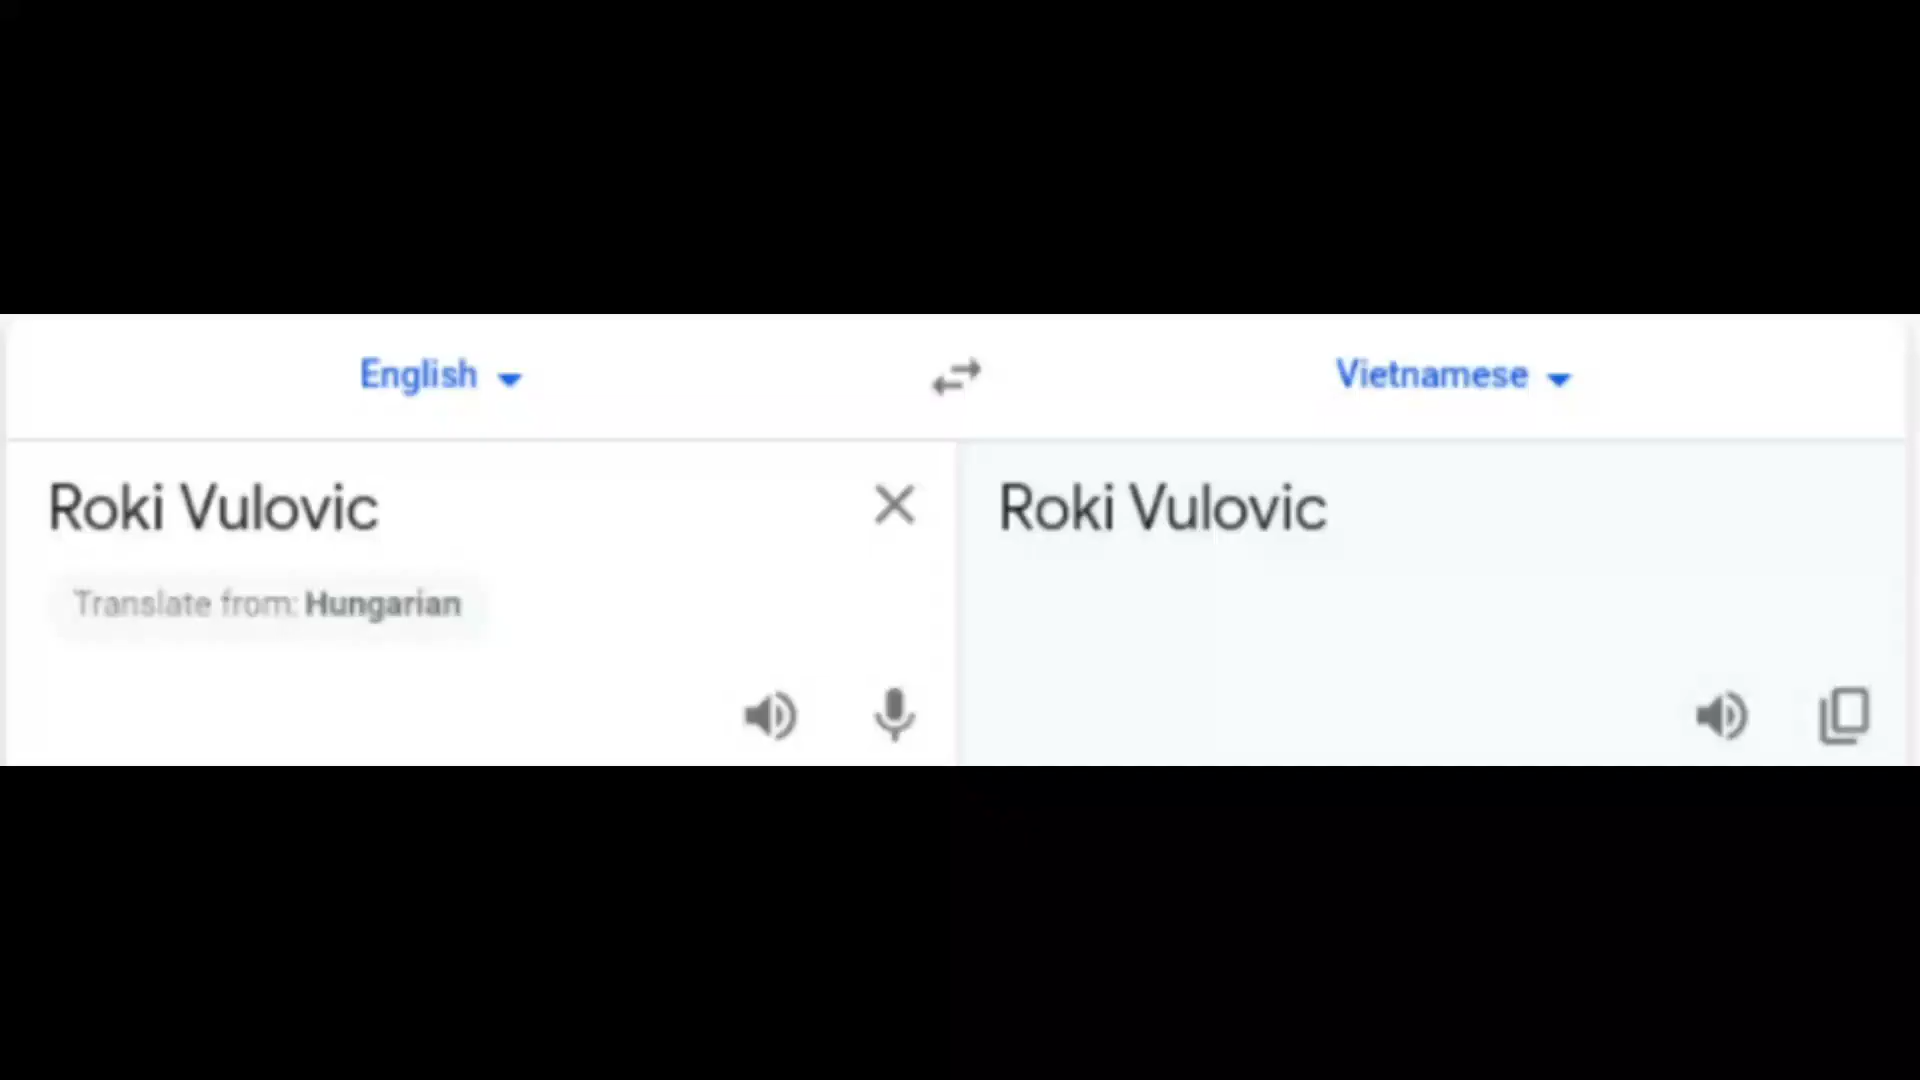 English
Vietnamese
Roki Vulovic
Roki Vulovic
Translate from: Hungarian